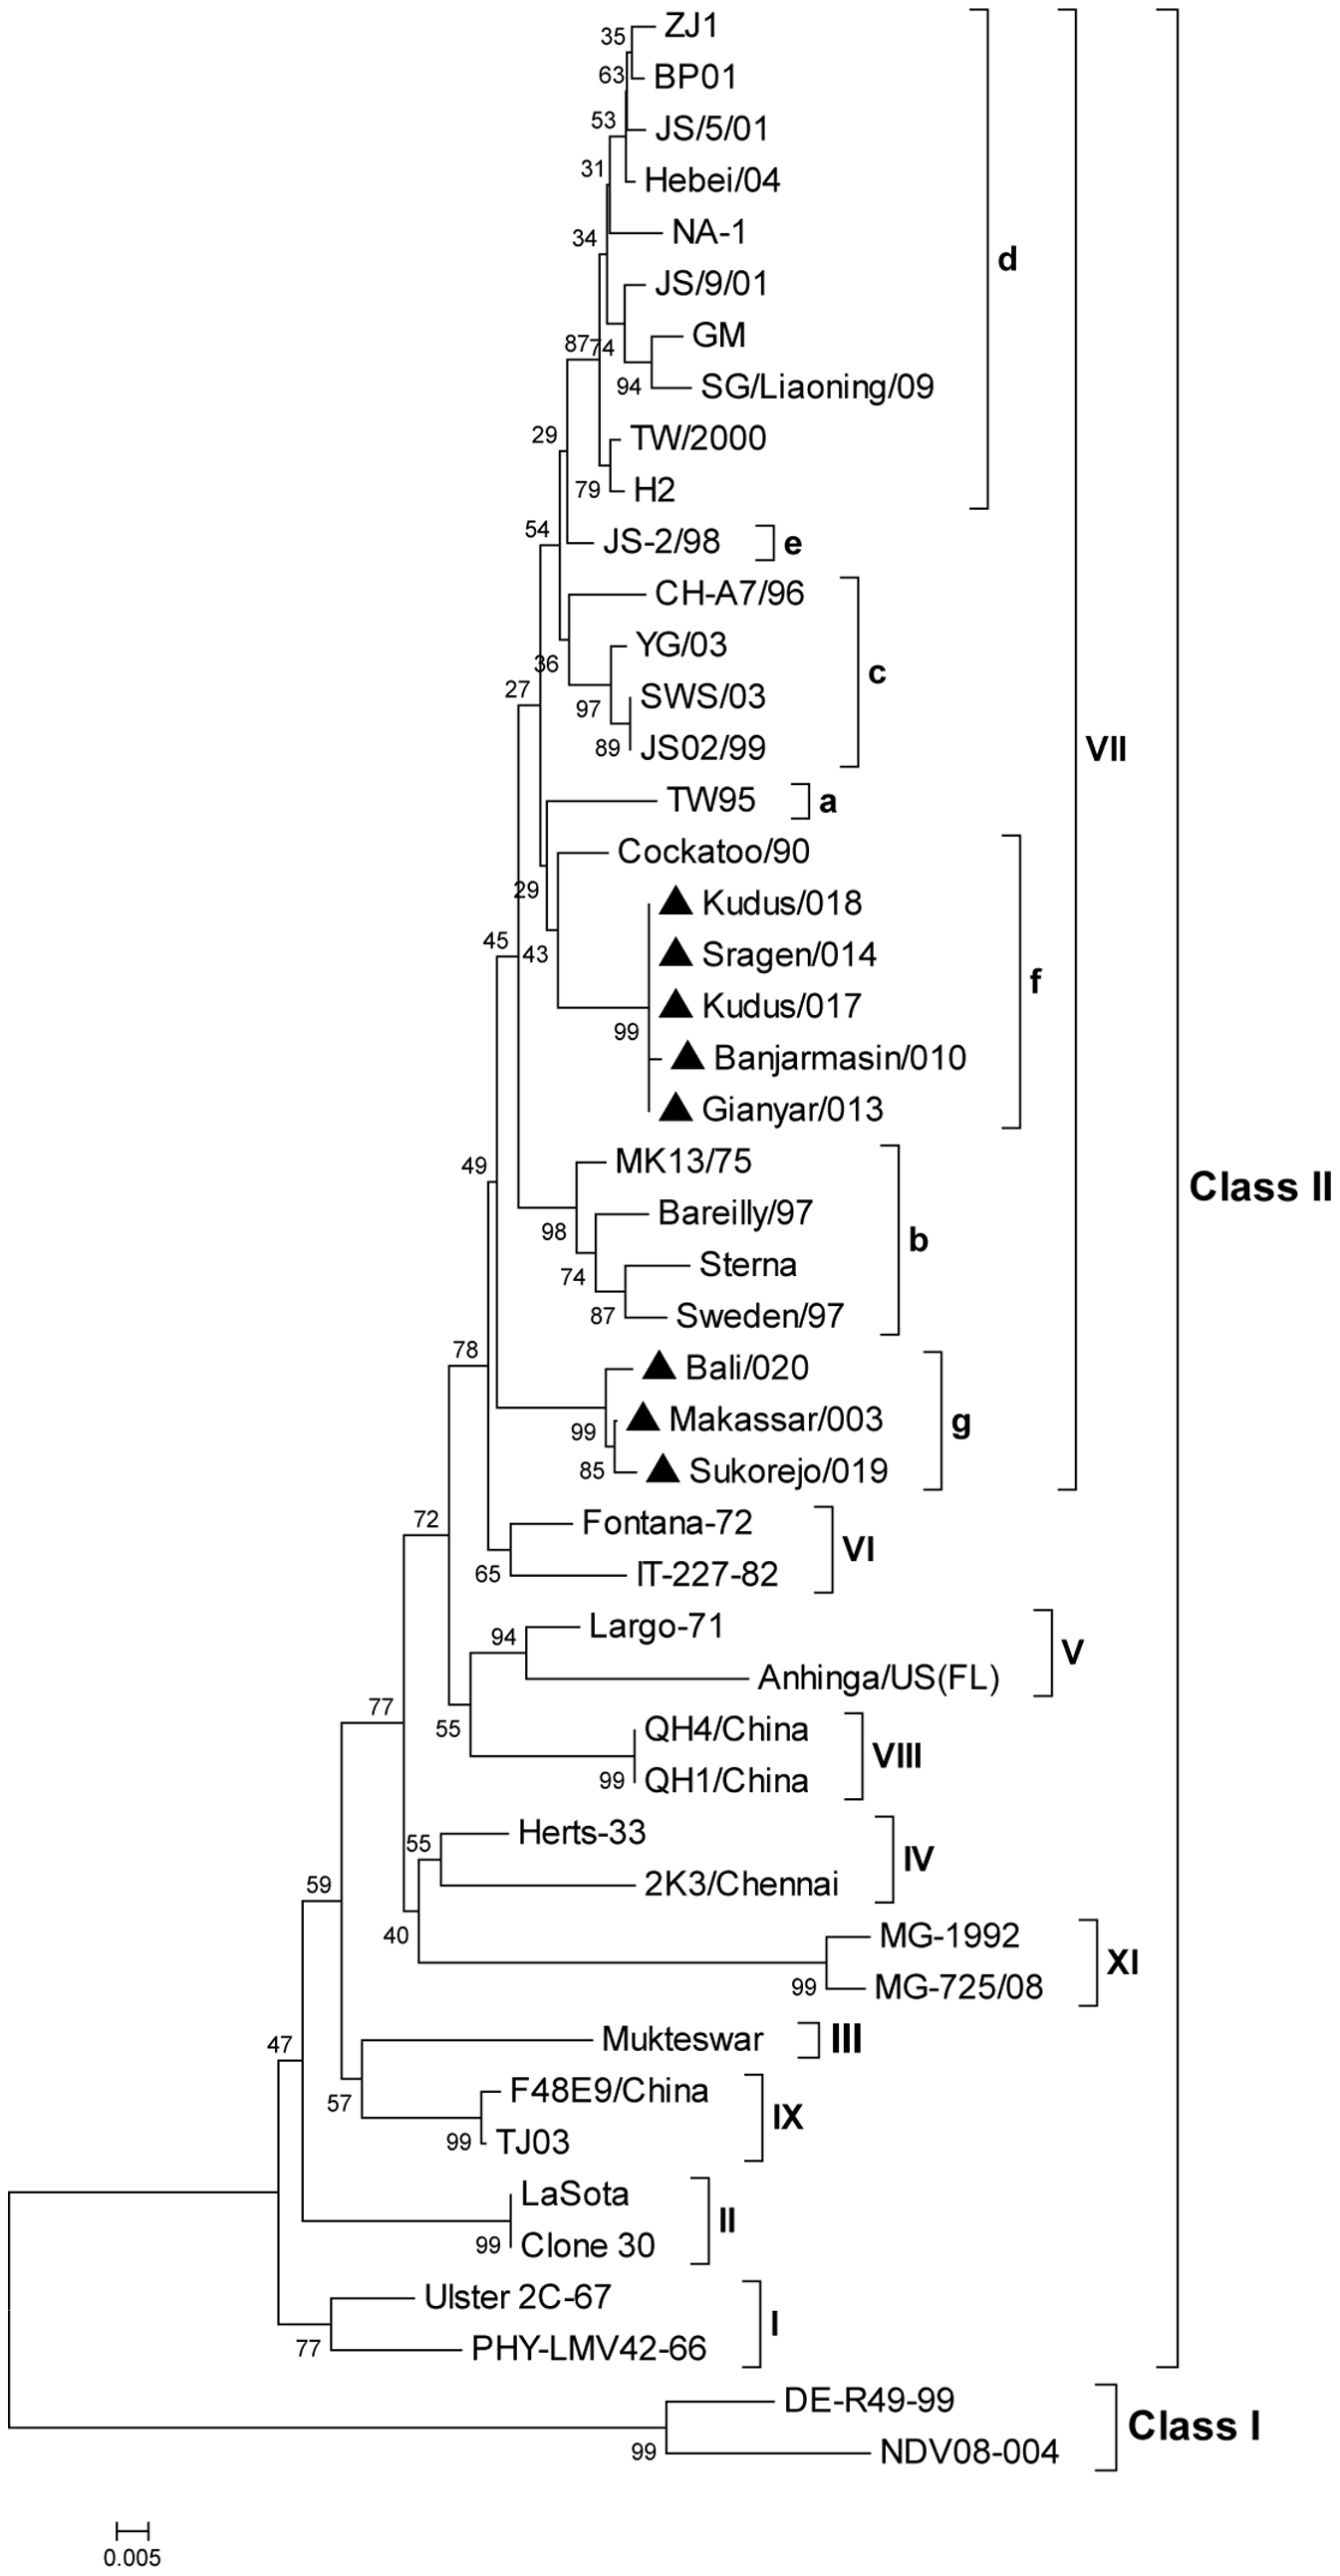 35
ZJ1
63
BP01
53
JS/5/01
31
Hebei/04
34
NA-1
d
JS/9/01
87
74
GM
94
SG/Liaoning/09
29
TW/2000
79
H2
54
JS-2/98
e
CH-A7/96
36
YG/03
c
27
97
SWS/03
89
JS02/99
VII
TW95
a
29
Cockatoo/90
45
43
Kudus/018
Sragen/014
f
99
Kudus/017
Banjarmasin/010
Gianyar/013
49
MK13/75
Class II
98
Bareilly/97
b
74
Sterna
87
Sweden/97
78
Bali/020
99
Makassar/003
g
85
Sukorejo/019
72
Fontana-72
VI
65
IT-227-82
94
Largo-71
V
Anhinga/US(FL)
77
55
QH4/China
VIII
99
QH1/China
55
Herts-33
IV
59
2K3/Chennai
40
MG-1992
XI
99
MG-725/08
47
Mukteswar
III
57
F48E9/China
IX
99
TJ03
LaSota
II
99
Clone 30
Ulster 2C-67
I
77
PHY-LMV42-66
DE-R49-99
Class I
99
NDV08-004
0.005